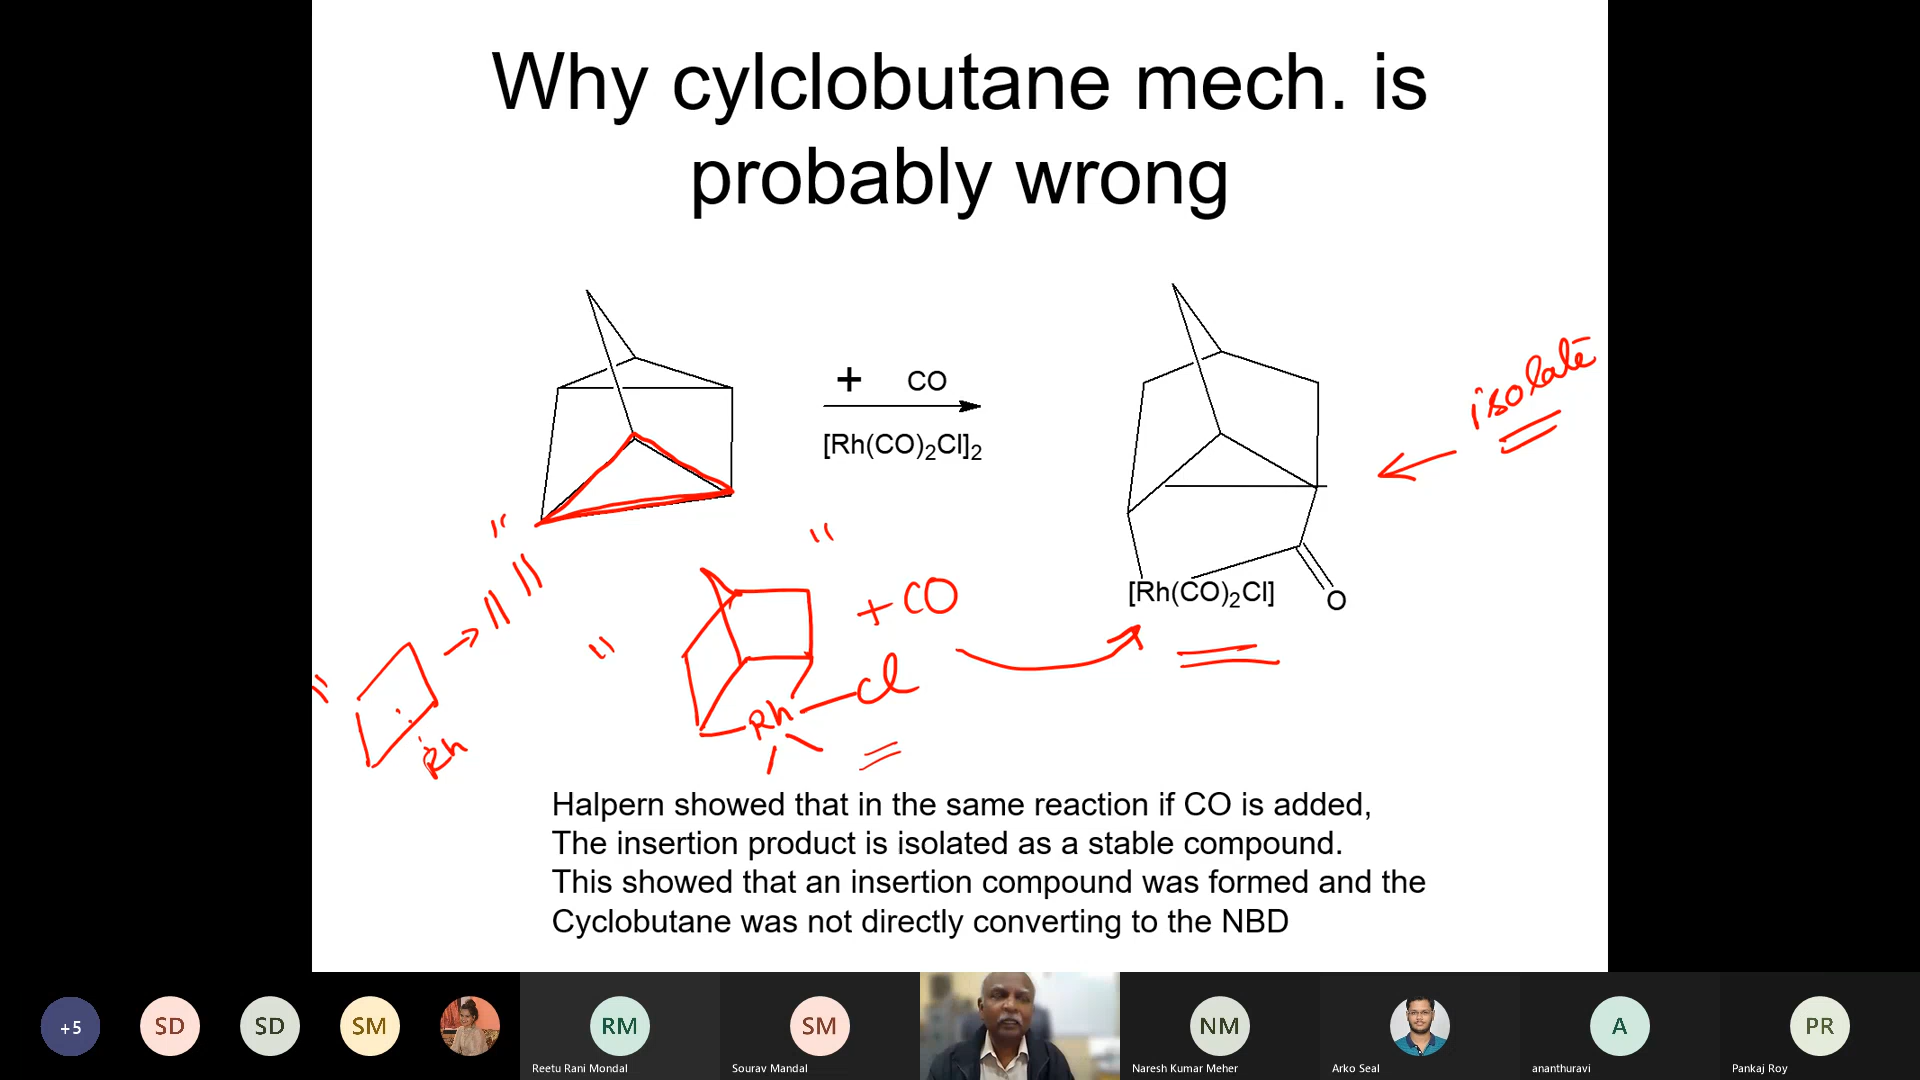 Why cylclobutane mech. is
probably wrong
+ CO
[Rh(CO)2Cl]2
isolate
[Rh(CO)2Cl]
O
+ CO
Cl
Rh
Rh
Halpern showed that in the same reaction if CO is added,
The insertion product is isolated as a stable compound.
This showed that an insertion compound was formed and the
Cyclobutane was not directly converting to the NBD
+5
SD
SD
SM
RM
Reetu Rani Mondal
SM
Sourav Mandal
NM
Naresh Kumar Meher
Arko Seal
A
ananthuravi
PR
Pankaj Roy